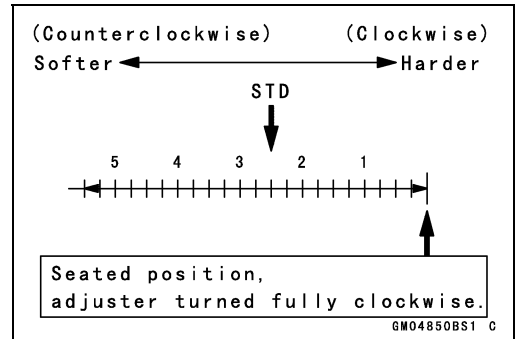 (Counterclockwise) (Clockwise)
Softer Harder
STD
5 4 3 2 1
Seated position,
adjuster turned fully clockwise.
GM04850BS1 C